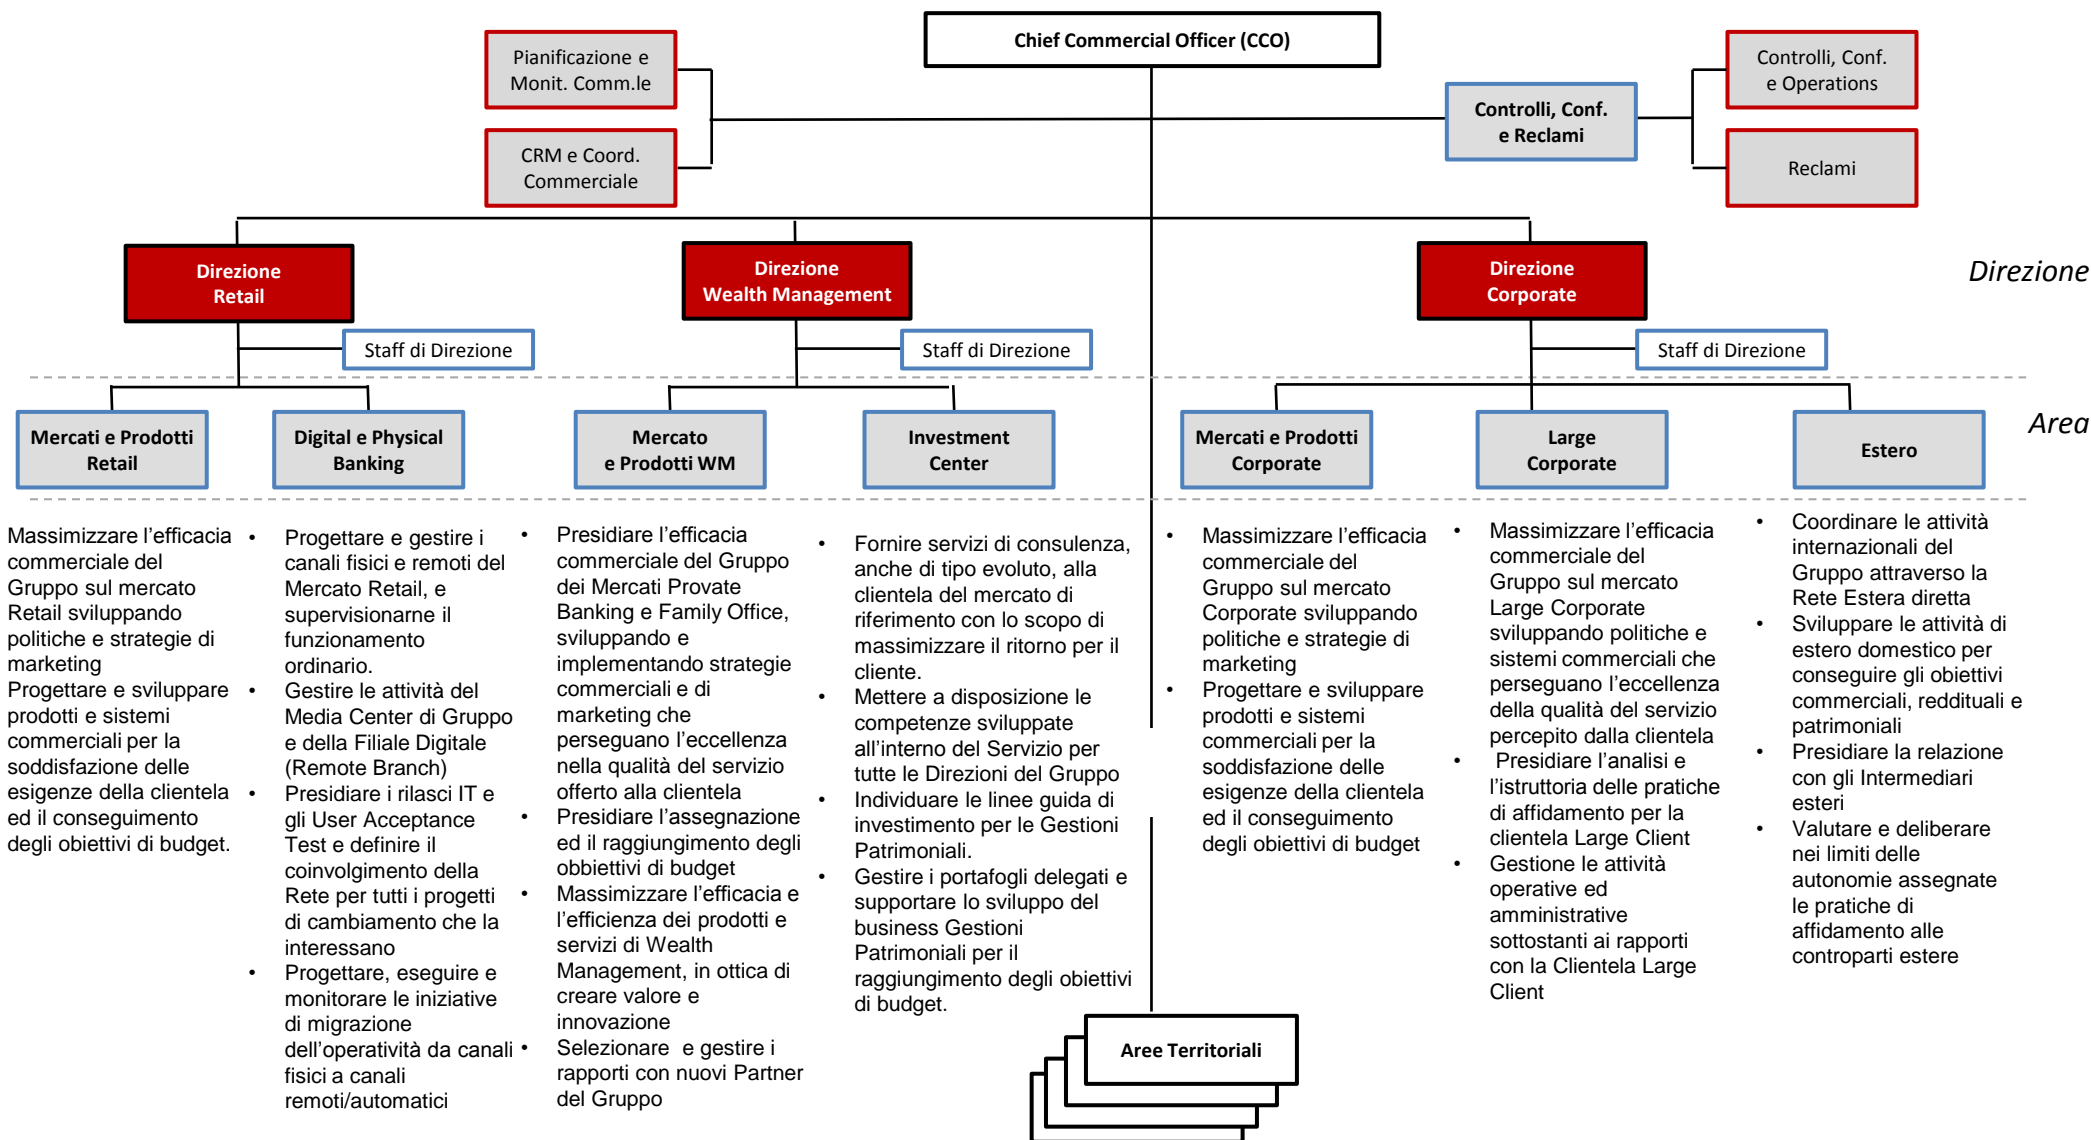 Chief Commercial Officer (CCO)
Pianificazione e
Monit. Comm.le
CRM e Coord.
Commerciale
Controlli, Conf.
e Reclami
Controlli, Conf.
e Operations
Reclami
Direzione
Retail
Direzione
Wealth Management
Direzione
Corporate
Direzione
Staff di Direzione
Staff di Direzione
Staff di Direzione
Mercati e Prodotti
Retail
Digital e Physical
Banking
Mercato
e Prodotti WM
Investment
Center
Mercati e Prodotti
Corporate
Large
Corporate
Estero
Area
Massimizzare l’efficacia
commerciale del
Gruppo sul mercato
Retail sviluppando
politiche e strategie di
marketing
Progettare e sviluppare
prodotti e sistemi
commerciali per la
soddisfazione delle
esigenze della clientela
ed il conseguimento
degli obiettivi di budget.
• Progettare e gestire i
canali fisici e remoti del
Mercato Retail, e
supervisionarne il
funzionamento
ordinario.
• Gestire le attività del
Media Center di Gruppo
e della Filiale Digitale
(Remote Branch)
• Presidiare i rilasci IT e
gli User Acceptance
Test e definire il
coinvolgimento della
Rete per tutti i progetti
di cambiamento che la
interessano
• Progettare, eseguire e
monitorare le iniziative
di migrazione
dell’operatività da canali
fisici a canali
remoti/automatici
• Presidiare l’efficacia
commerciale del Gruppo
dei Mercati Private
Banking e Family Office,
sviluppando e
implementando strategie
commerciali e di
marketing che
perseguano l’eccellenza
nella qualità del servizio
offerto alla clientela
• Presidiare l’assegnazione
ed il raggiungimento degli
obbiettivi di budget
• Massimizzare l’efficacia e
l’efficienza dei prodotti e
servizi di Wealth
Management, in ottica di
creare valore e
innovazione
• Selezionare e gestire i
rapporti con nuovi Partner
del Gruppo
• Fornire servizi di consulenza,
anche di tipo evoluto, alla
clientela del mercato di
riferimento con lo scopo di
massimizzare il ritorno per il
cliente.
• Mettere a disposizione le
competenze sviluppate
all’interno del Servizio per
tutte le Direzioni del Gruppo
• Individuare le linee guida di
investimento per le Gestioni
Patrimoniali.
• Gestire i portafogli delegati e
supportare lo sviluppo del
business Gestioni
Patrimoniali per il
raggiungimento degli obiettivi
di budget.
• Massimizzare l’efficacia
commerciale del
Gruppo sul mercato
Corporate sviluppando
politiche e strategie di
marketing
• Progettare e sviluppare
prodotti e sistemi
commerciali per la
soddisfazione delle
esigenze della clientela
ed il conseguimento
degli obiettivi di budget
• Massimizzare l’efficacia
commerciale del
Gruppo sul mercato
Large Corporate
sviluppando politiche e
sistemi commerciali che
perseguano l’eccellenza
della qualità del servizio
percepito dalla clientela
• Presidiare l’analisi e
l’istruttoria delle pratiche
di affidamento per la
clientela Large Client
• Gestione le attività
operative ed
amministrative
sottostanti ai rapporti
con la Clientela Large
Client
• Coordinare le attività
internazionali del
Gruppo attraverso la
Rete Estera diretta
• Sviluppare le attività di
estero domestico per
conseguire gli obiettivi
commerciali, reddituali e
patrimoniali
• Presidiare la relazione
con gli Intermediari
esteri
• Valutare e deliberare
nei limiti delle
autonomie assegnate
le pratiche di
affidamento alle
controparti estere
Aree Territoriali